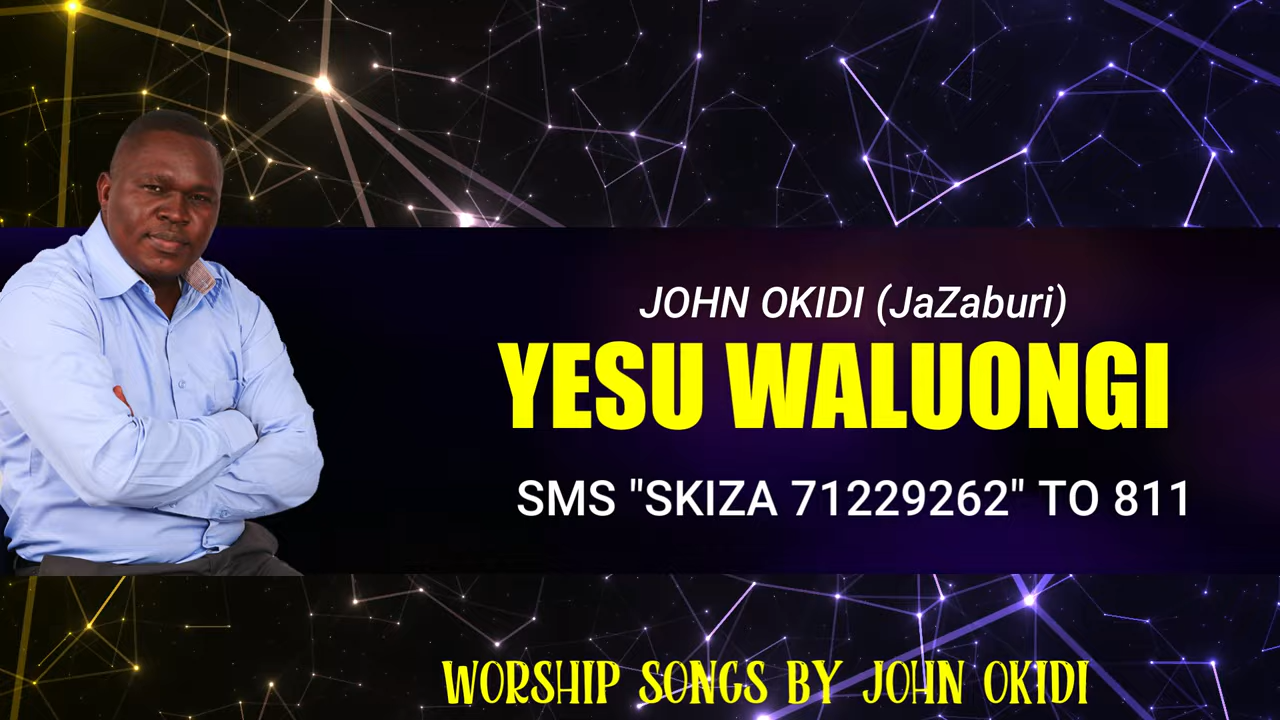 JOHN OKIDI (JaZaburi)
YESU WALUONGI
SMS "SKIZA 71229262" TO 811
WORSHIP SONGS BY JOHN OKIDI